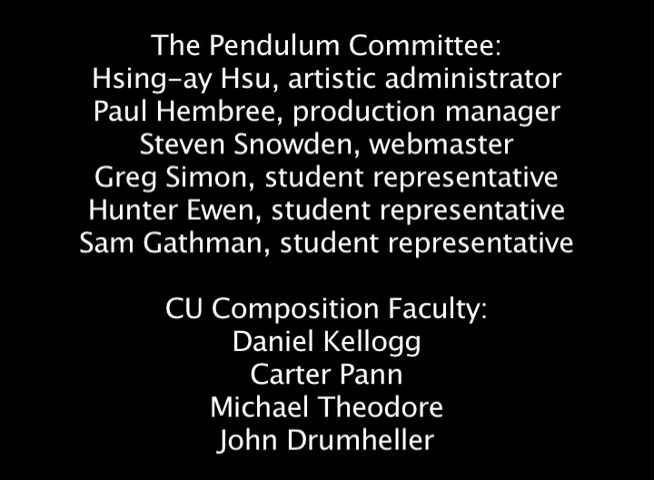 The Pendulum Committee:
Hsing-ay Hsu, artistic administrator
Paul Hembree, production manager
Steven Snowden, webmaster
Greg Simon, student representative
Hunter Ewen, student representative
Sam Gathman, student representative
CU Composition Faculty:
Daniel Kellogg
Carter Pann
Michael Theodore
John Drumheller